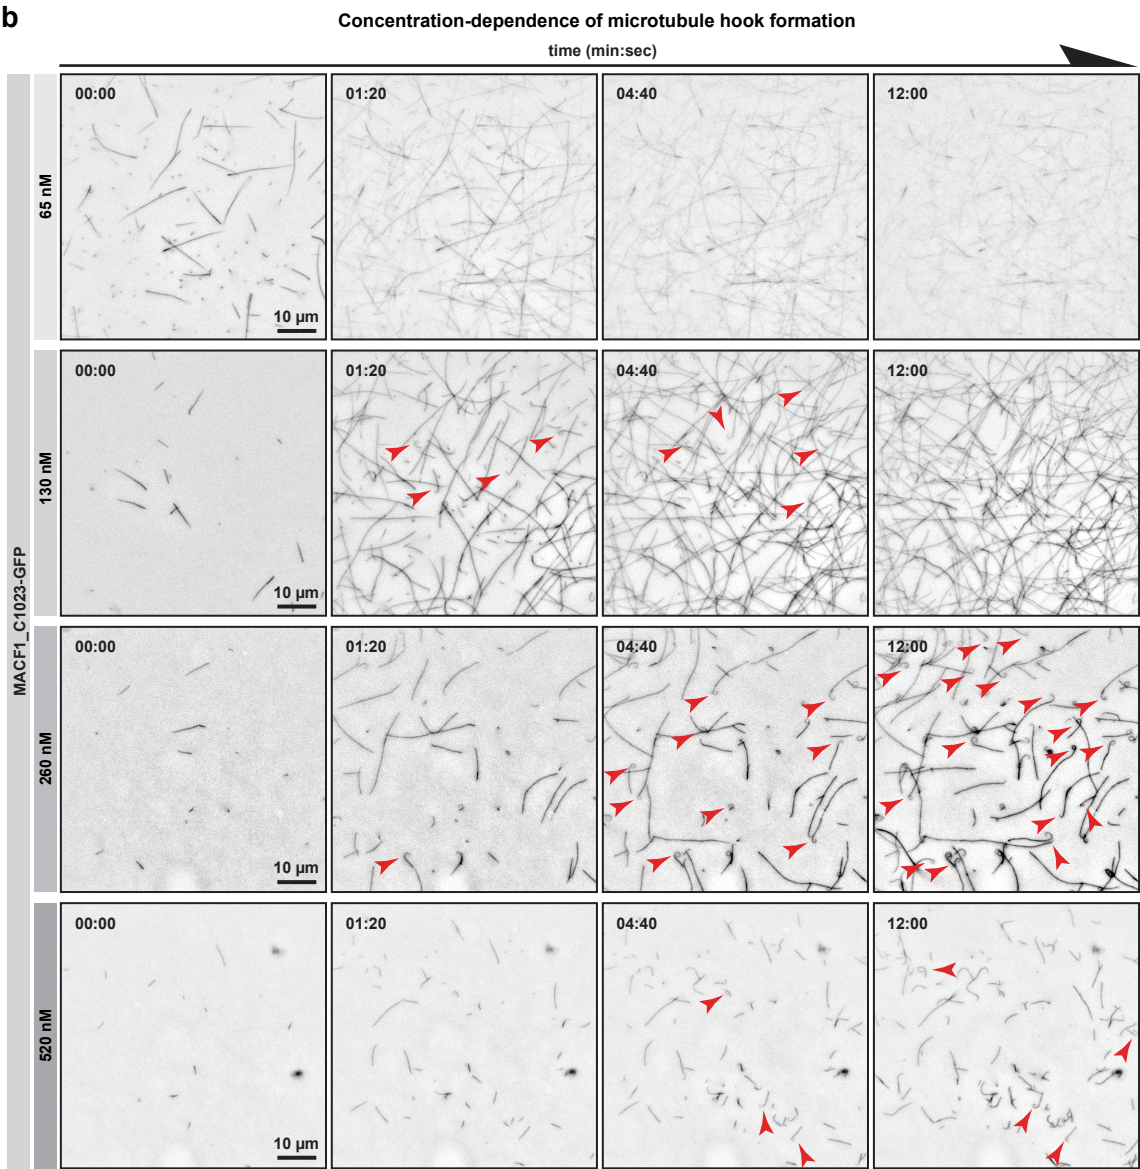 b
Concentration-dependence of microtubule hook formation
time (min:sec)
MACF1_C1023-GFP
65 nM
00:00
01:20
04:40
12:00
10 µm
130 nM
00:00
01:20
04:40
12:00
10 µm
260 nM
00:00
01:20
04:40
12:00
10 µm
520 nM
00:00
01:20
04:40
12:00
10 µm